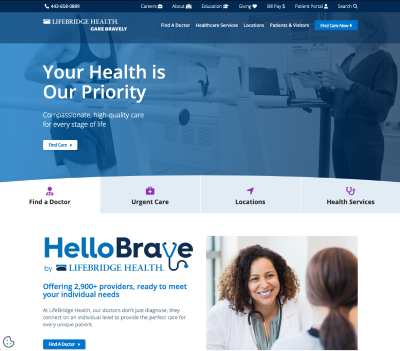 443-658-0889 Careers About Education Giving Bill Pay $ Patient Portal Search
LIFEBRIDGE HEALTH.
CARE BRAVELY
Find A Doctor Healthcare Services Locations Patients & Visitors Find Care Now
Your Health is
Our Priority
Compassionate, high-quality care
for every stage of life
Find Care
Find a Doctor Urgent Care Locations Health Services
HelloBrave
by LIFEBRIDGE HEALTH.
Offering 2,900+ providers, ready to meet
your individual needs
At LifeBridge Health, our doctors don't just diagnose, they
connect on an individual level to provide the perfect care for
every unique patient.
Find A Doctor